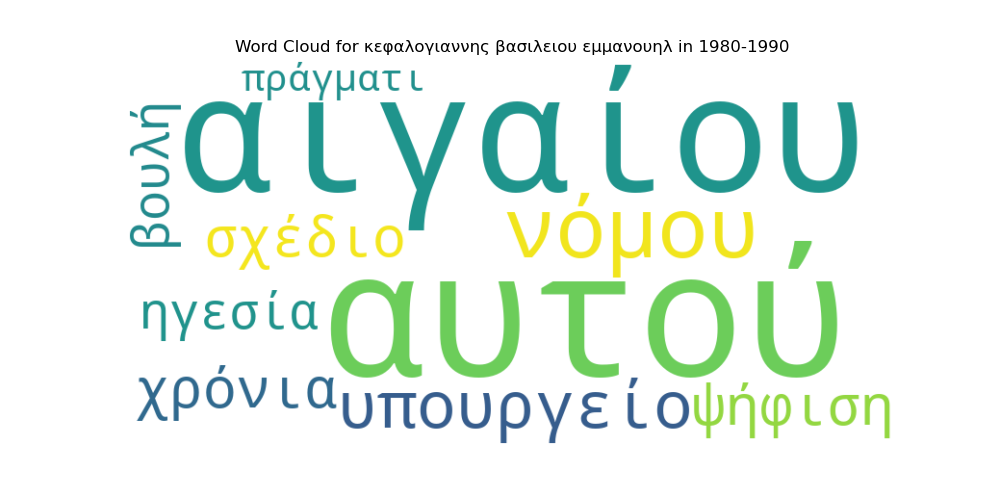 Word Cloud for κεφαλογιαννης βασιλειου εμμανουηλ in 1980-1990
πράγματι
βουλή
αιγαίου
σχέδιο
νόμου
ηγεσία
αυτού
χρόνια
υπουργείο
ψήφιση